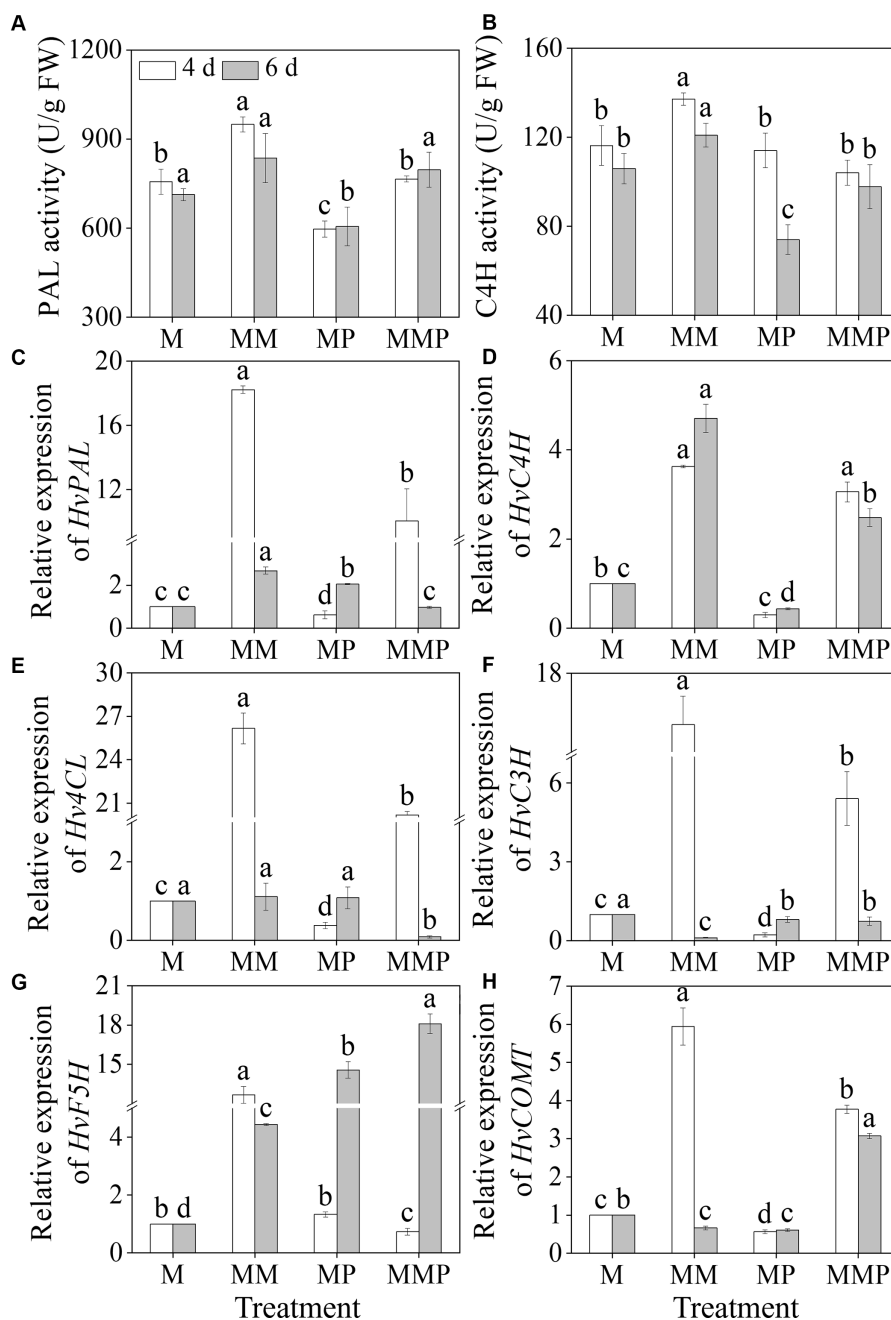 A
PAL activity (U/g FW)
1200
900
600
300
4 d 6 d
b a a a c b b a
M MM MP MMP
B
C4H activity (U/g FW)
160
120
80
40
b b a a b c b b
M MM MP MMP
C
Relative expression
of HvPAL
20
18
16
12
2
0
c c a a d b b c
M MM MP MMP
D
Relative expression
of HvC4H
6
4
2
0
b c a a c d a b
M MM MP MMP
E
Relative expression
of Hv4CL
30
27
24
21
2
0
c a a a d a b b
M MM MP MMP
F
Relative expression
of HvC3H
18
6
3
0
c a a c d b b b
M MM MP MMP
G
Relative expression
of HvF5H
21
18
15
4
2
0
b d a c b b c a
M MM MP MMP
Treatment
H
Relative expression
of HvCOMT
7
6
5
4
3
2
1
0
c b a c d c b a
M MM MP MMP
Treatment